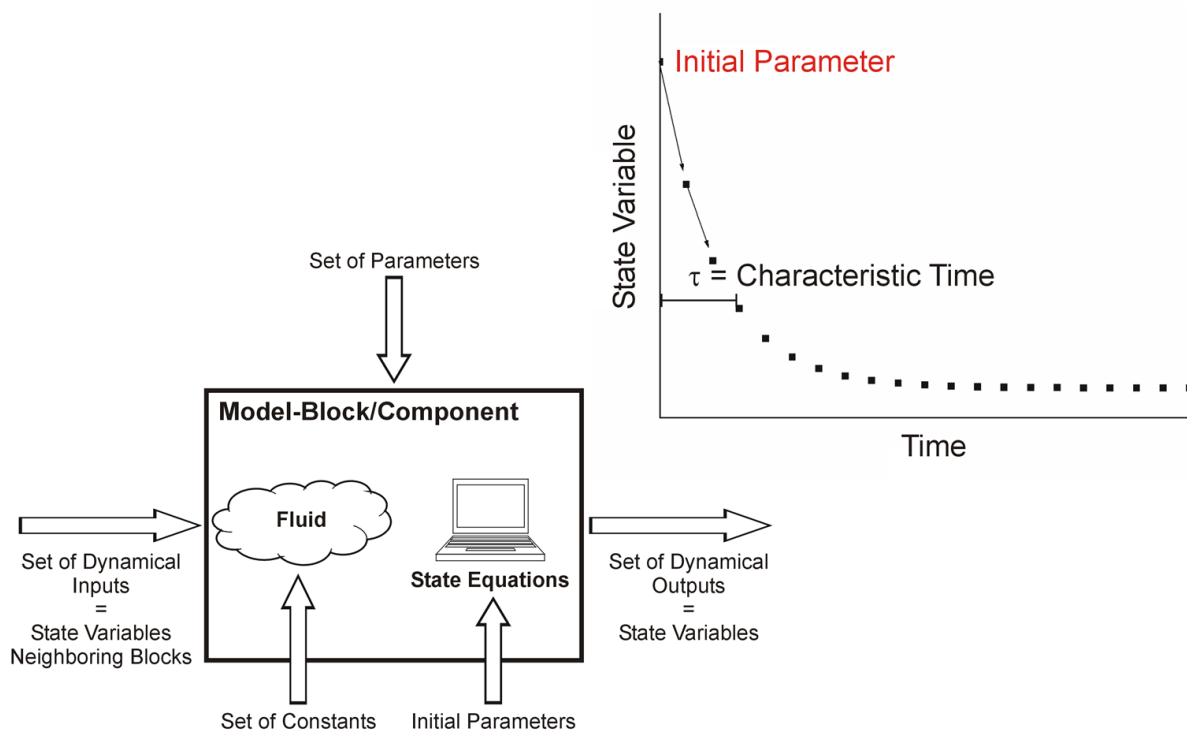 Initial Parameter
State Variable
τ = Characteristic Time
Time
Set of Parameters
Model-Block/Component
Fluid
State Equations
Set of Dynamical
Inputs
=
State Variables
Neighboring Blocks
Set of Dynamical
Outputs
=
State Variables
Set of Constants
Initial Parameters